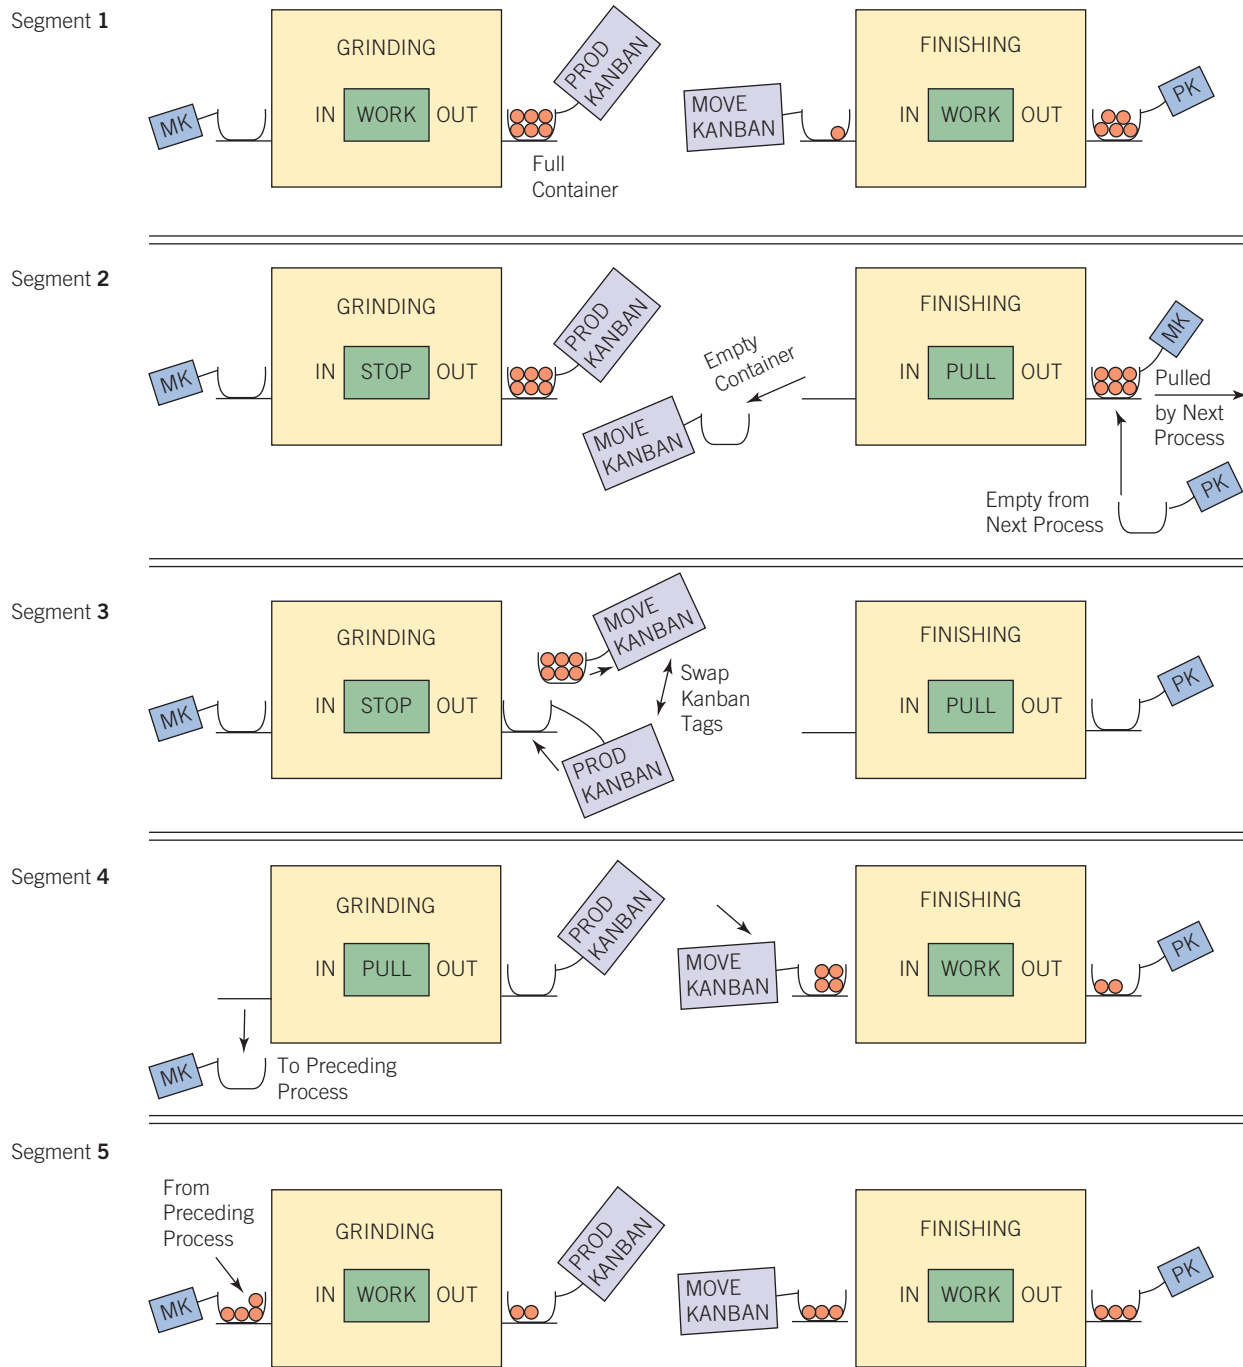 Segment 1
GRINDING
IN WORK OUT
MK
PROD
KANBAN
Full
Container
FINISHING
IN WORK OUT
MOVE
KANBAN
PK
Segment 2
GRINDING
IN STOP OUT
MK
PROD
KANBAN
Empty
Container
MOVE
KANBAN
FINISHING
IN PULL OUT
MK
Pulled
by Next
Process
Empty from
Next Process
PK
Segment 3
GRINDING
IN STOP OUT
MK
MOVE
KANBAN
Swap
Kanban
Tags
PROD
KANBAN
FINISHING
IN PULL OUT
PK
Segment 4
GRINDING
IN PULL OUT
PROD
KANBAN
MK
To Preceding
Process
FINISHING
IN WORK OUT
MOVE
KANBAN
PK
Segment 5
From
Preceding
Process
GRINDING
IN WORK OUT
MK
PROD
KANBAN
FINISHING
IN WORK OUT
MOVE
KANBAN
PK